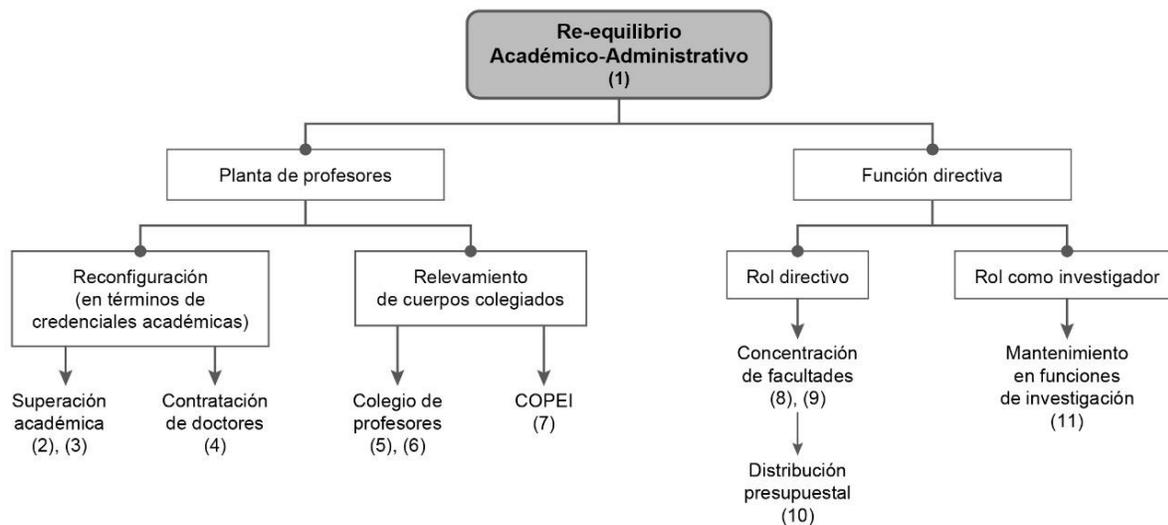 Re-equilibrio
Académico-Administrativo
(1)
Planta de profesores
Función directiva
Reconfiguración
(en términos de
credenciales académicas)
Relevamiento
de cuerpos colegiados
Rol directivo
Rol como investigador
Superación
académica
(2), (3)
Contratación
de doctores
(4)
Colegio de
profesores
(5), (6)
COPEI
(7)
Concentración
de facultades
(8), (9)
Mantenimiento
en funciones
de investigación
(11)
Distribución
presupuestal
(10)